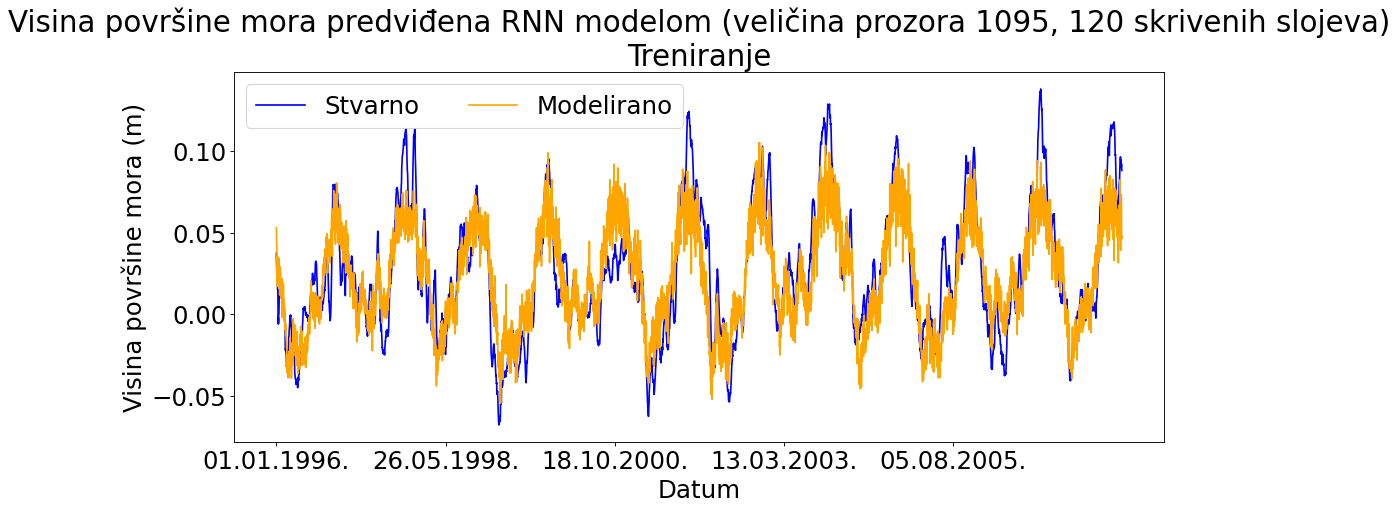 Visina površine mora predviđena RNN modelom (veličina prozora 1095, 120 skrivenih slojeva)
Treniranje
Stvarno
Modelirano
Visina površine mora (m)
0.10
0.05
0.00
−0.05
01.01.1996.
26.05.1998.
18.10.2000.
13.03.2003.
05.08.2005.
Datum